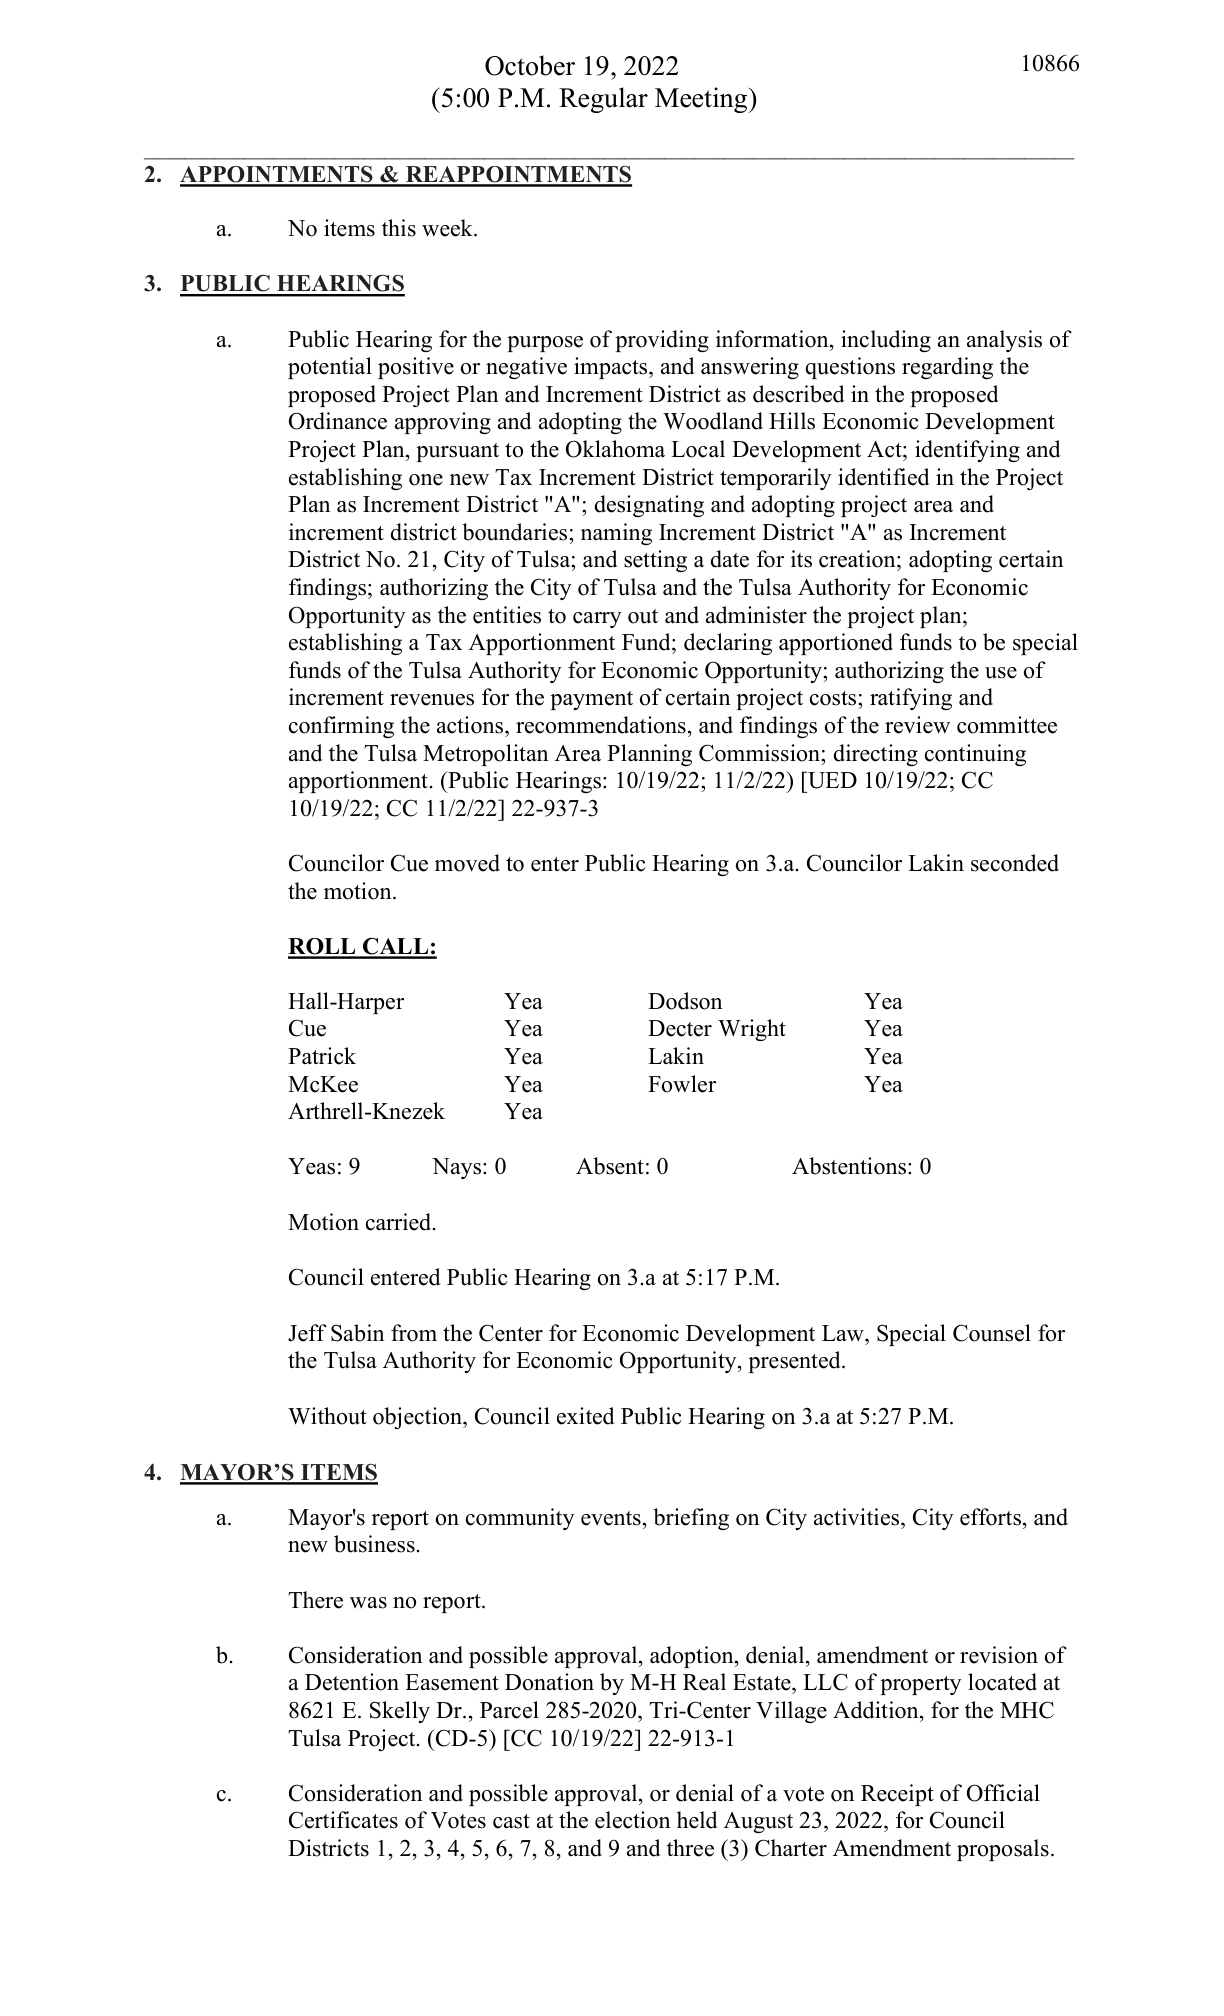 October 19, 2022
10866
(5:00 P.M. Regular Meeting)
2. APPOINTMENTS & REAPPOINTMENTS
a. No items this week.
3. PUBLIC HEARINGS
a. Public Hearing for the purpose of providing information, including an analysis of
potential positive or negative impacts, and answering questions regarding the
proposed Project Plan and Increment District as described in the proposed
Ordinance approving and adopting the Woodland Hills Economic Development
Project Plan, pursuant to the Oklahoma Local Development Act; identifying and
establishing one new Tax Increment District temporarily identified in the Project
Plan as Increment District "A"; designating and adopting project area and
increment district boundaries; naming Increment District "A" as Increment
District No. 21, City of Tulsa; and setting a date for its creation; adopting certain
findings; authorizing the City of Tulsa and the Tulsa Authority for Economic
Opportunity as the entities to carry out and administer the project plan;
establishing a Tax Apportionment Fund; declaring apportioned funds to be special
funds of the Tulsa Authority for Economic Opportunity; authorizing the use of
increment revenues for the payment of certain project costs; ratifying and
confirming the actions, recommendations, and findings of the review committee
and the Tulsa Metropolitan Area Planning Commission; directing continuing
apportionment. (Public Hearings: 10/19/22; 11/2/22) [UED 10/19/22; CC
10/19/22; CC 11/2/22] 22-937-3
Councilor Cue moved to enter Public Hearing on 3.a. Councilor Lakin seconded
the motion.
ROLL CALL:
Hall-Harper Yea Dodson Yea
Cue Yea Decter Wright Yea
Patrick Yea Lakin Yea
McKee Yea Fowler Yea
Arthrell-Knezek Yea
Yeas: 9 Nays: 0 Absent: 0 Abstentions: 0
Motion carried.
Council entered Public Hearing on 3.a at 5:17 P.M.
Jeff Sabin from the Center for Economic Development Law, Special Counsel for
the Tulsa Authority for Economic Opportunity, presented.
Without objection, Council exited Public Hearing on 3.a at 5:27 P.M.
4. MAYOR’S ITEMS
a. Mayor's report on community events, briefing on City activities, City efforts, and
new business.
There was no report.
b. Consideration and possible approval, adoption, denial, amendment or revision of
a Detention Easement Donation by M-H Real Estate, LLC of property located at
8621 E. Skelly Dr., Parcel 285-2020, Tri-Center Village Addition, for the MHC
Tulsa Project. (CD-5) [CC 10/19/22] 22-913-1
c. Consideration and possible approval, or denial of a vote on Receipt of Official
Certificates of Votes cast at the election held August 23, 2022, for Council
Districts 1, 2, 3, 4, 5, 6, 7, 8, and 9 and three (3) Charter Amendment proposals.